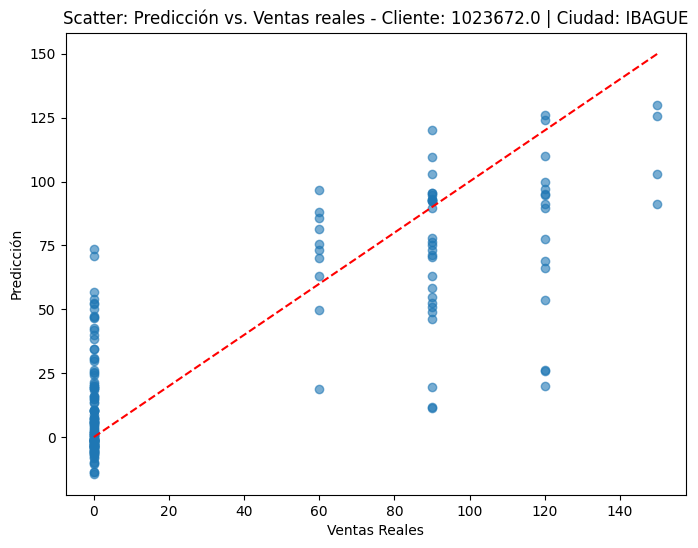 Scatter: Predicción vs. Ventas reales - Cliente: 1023672.0 | Ciudad: IBAGUE
Predicción
150
125
100
75
50
25
0
0 20 40 60 80 100 120 140
Ventas Reales